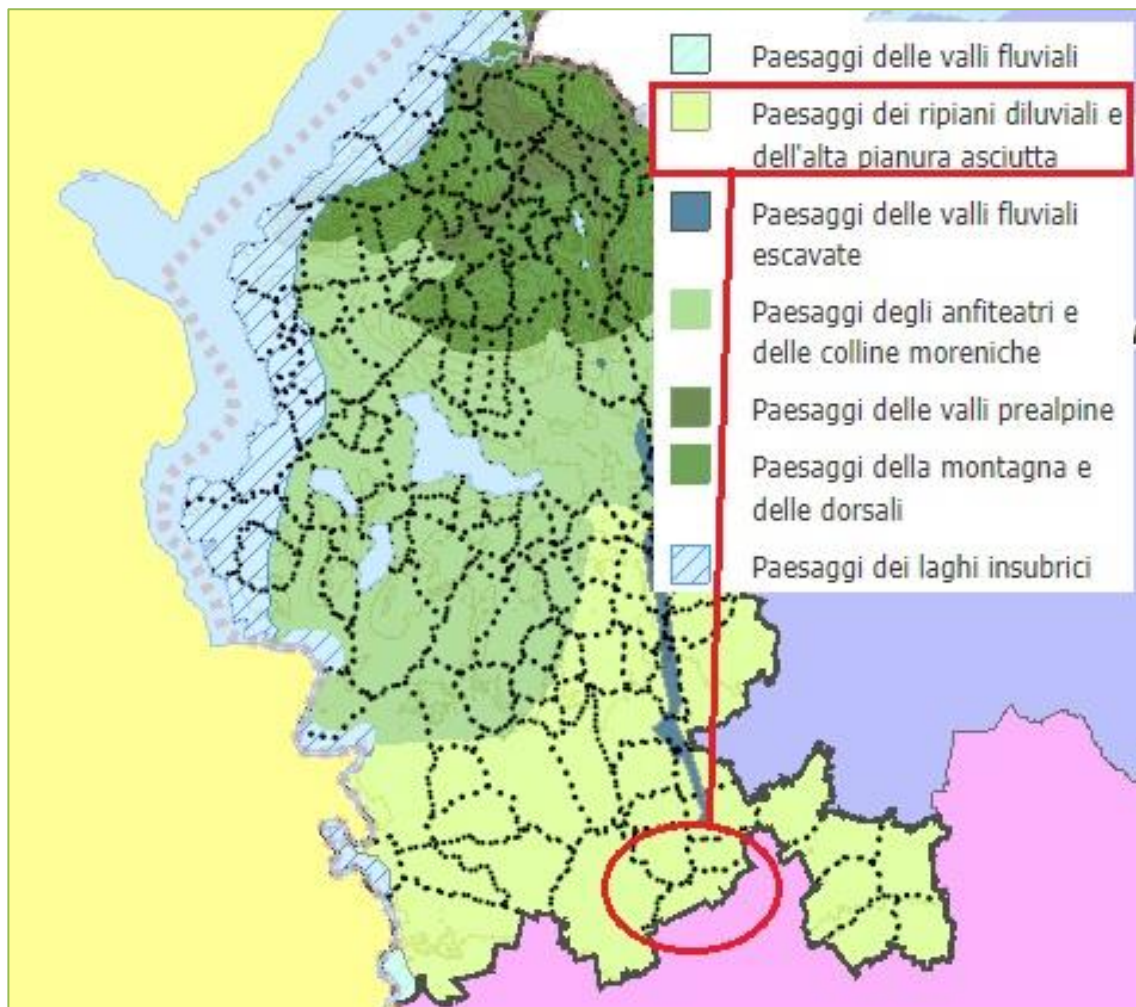 Paesaggi delle valli fluviali
Paesaggi dei ripiani diluviali e
dell'alta pianura asciutta
Paesaggi delle valli fluviali
escavate
Paesaggi degli anfiteatri e
delle colline moreniche
Paesaggi delle valli prealpine
Paesaggi della montagna e
delle dorsali
Paesaggi dei laghi insubrici